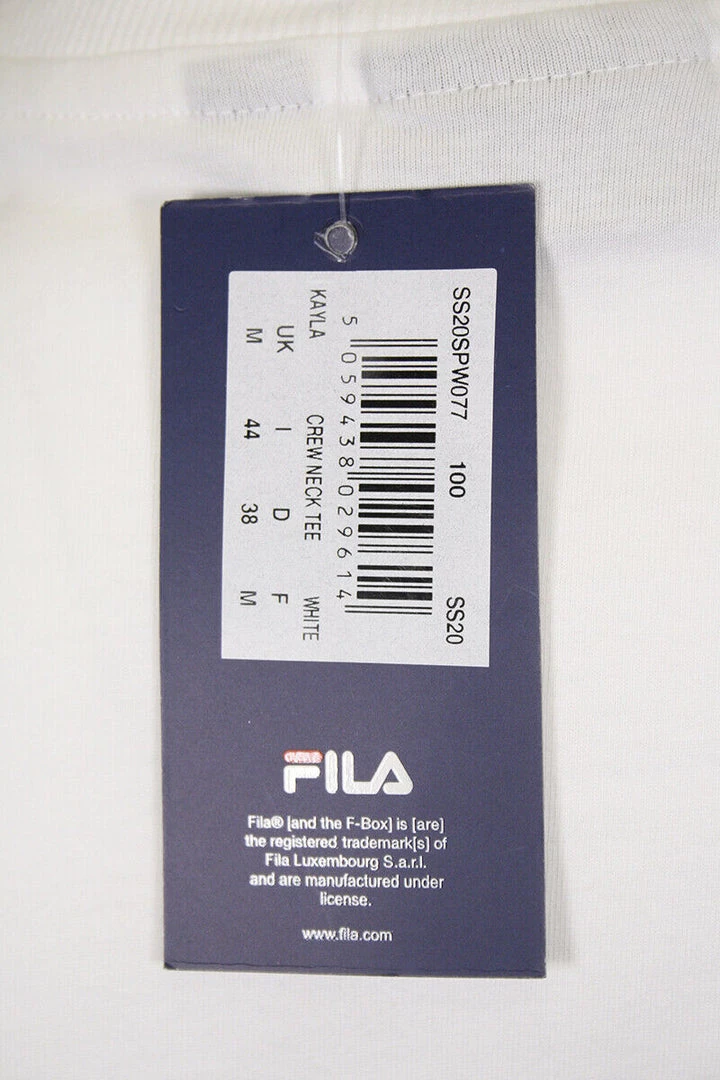 SS20SPW077 100 SS20
5 059438 029614
KAYLA CREW NECK TEE WHITE
UK I D F
M 44 38 M
FILA
Fila® [and the F-Box] is [are]
the registered trademark[s] of
Fila Luxembourg S.a.r.l.
and are manufactured under
license.
www.fila.com